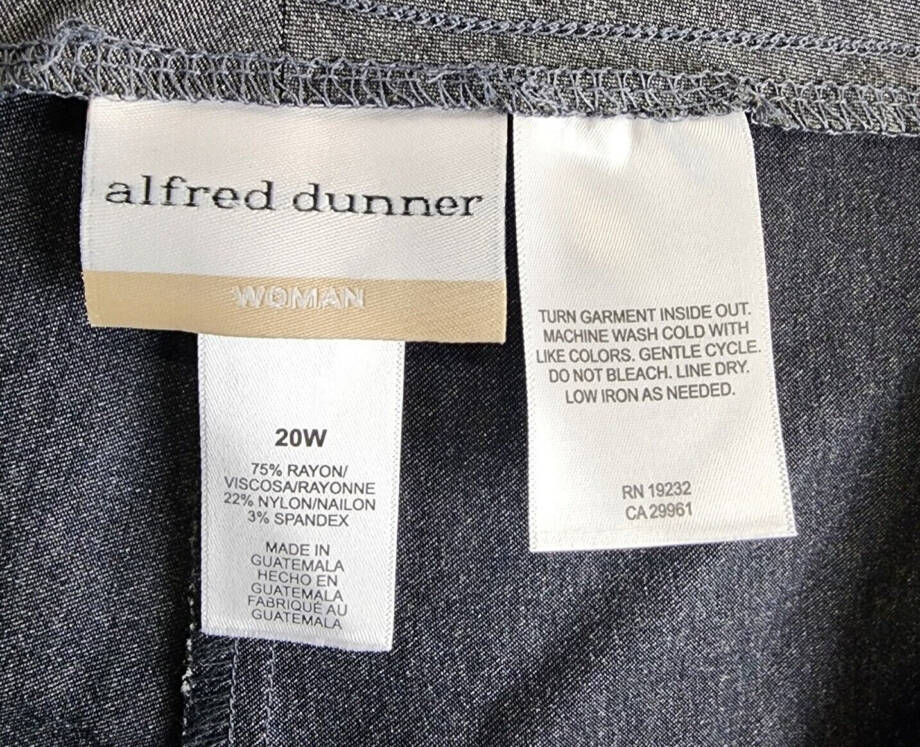 alfred dunner
WOMAN
20W
75% RAYON/
VISCOSA/RAYONNE
22% NYLON/NAILON
3% SPANDEX
MADE IN
GUATEMALA
HECHO EN
GUATEMALA
FABRIQUÉ AU
GUATEMALA
TURN GARMENT INSIDE OUT.
MACHINE WASH COLD WITH
LIKE COLORS. GENTLE CYCLE.
DO NOT BLEACH. LINE DRY.
LOW IRON AS NEEDED.
RN 19232
CA 29961